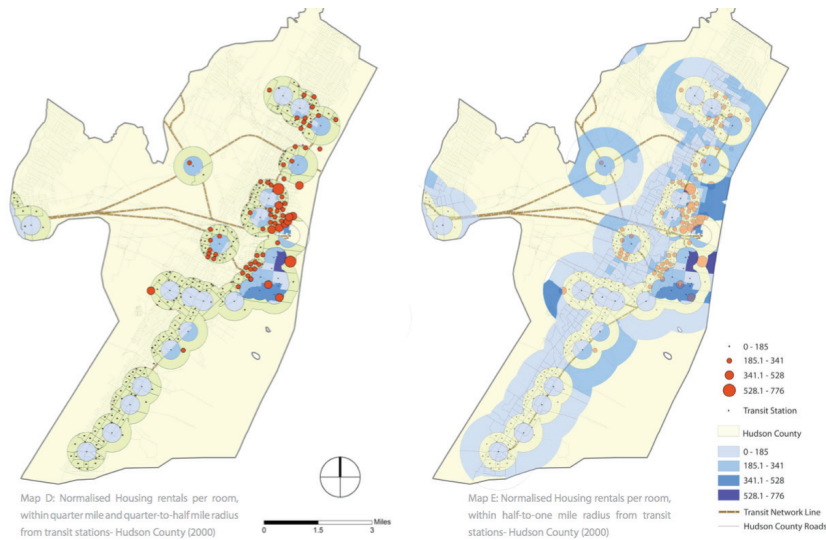 0 - 185
185.1 - 341
341.1 - 528
528.1 - 776
Transit Station
Hudson County
0 - 185
185.1 - 341
341.1 - 528
528.1 - 776
Transit Network Line
Hudson County Roads
Map D: Normalised Housing rentals per room,
within quarter mile and quarter-to-half mile radius
from transit stations- Hudson County (2000)
Miles
0 1.5 3
Map E: Normalised Housing rentals per room,
within half-to-one mile radius from transit
stations- Hudson County (2000)